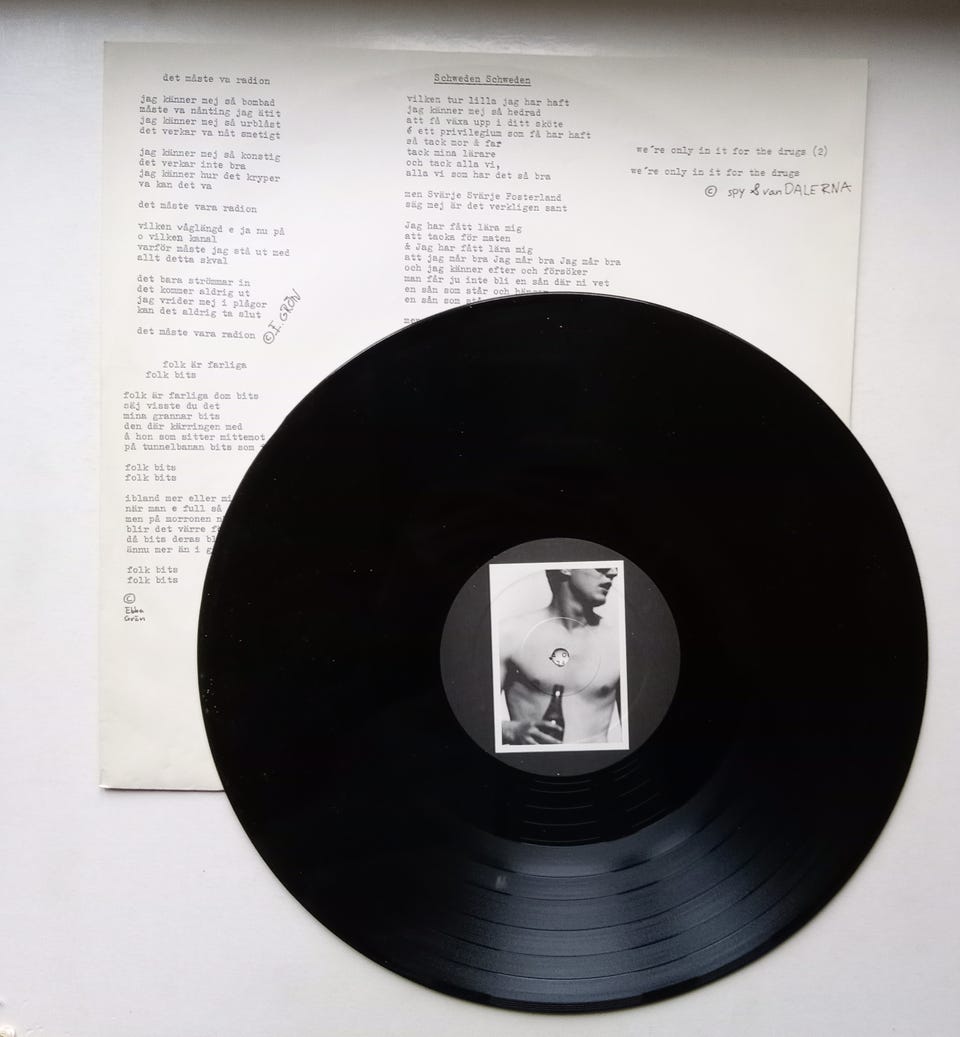 det måste va radion
jag känner mej så bombad
måste va nånting jag ätit
jag känner mej så urblåst
det verkar va nåt smetigt
jag känner mej så konstig
det verkar inte bra
jag känner hur det kryper
va kan det va
det måste vara radion
vilken våglängd e ja nu på
o vilken kanal
varför måste jag stå ut med
allt detta skval
det bara strömmar in
det kommer aldrig ut
jag vrider mej i plågor
kan det aldrig ta slut
det måste vara radion
© E. GRÖN
folk är farliga
folk bits
folk är farliga dom bits
säj visste du det
mina grannar bits
den där kärringen med
å hon som sitter mittemot
på tunnelbanan bits som
folk bits
folk bits
ibland mer eller
när man e full så
men på morronen
blir det värre
då bits deras
ännu mer än i
folk bits
folk bits
©
Ebba
Grön
Schweden Schweden
vilken tur lilla jag har haft
jag känner mej så hedrad
att få växa upp i ditt sköte
é ett privilegium som få har haft
så tack mor & far
tack mina lärare
och tack alla vi,
alla vi som har det så bra
men Svärje Svärje Fosterland
säg mej är det verkligen sant
Jag har fått lära mig
att tacka för maten
& Jag har fått lära mig
att jag mår bra Jag mår bra Jag mår bra
och jag känner efter och försöker
man får ju inte bli en sån där ni vet
en sån som står och
en sån som
we're only in it for the drugs (2)
we're only in it for the drugs
© spy & van DALERNA